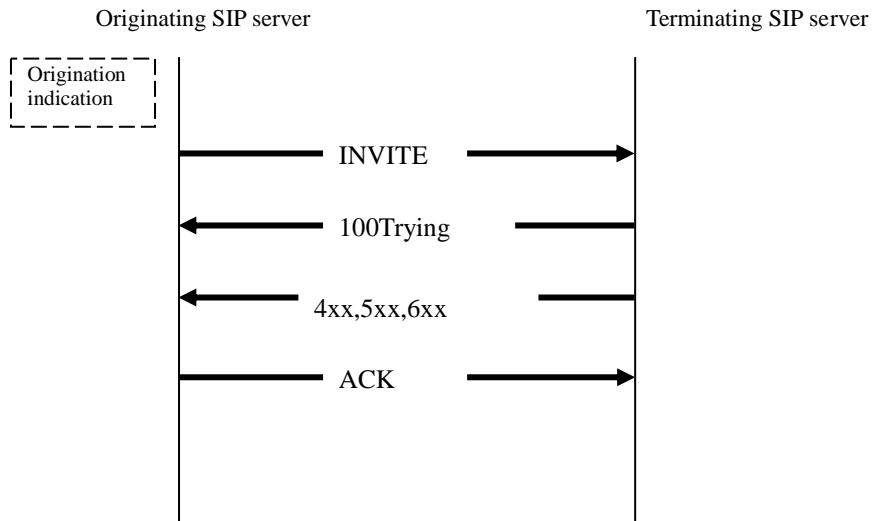 Originating SIP server
Terminating SIP server
Origination
indication
INVITE
100Trying
4xx,5xx,6xx
ACK